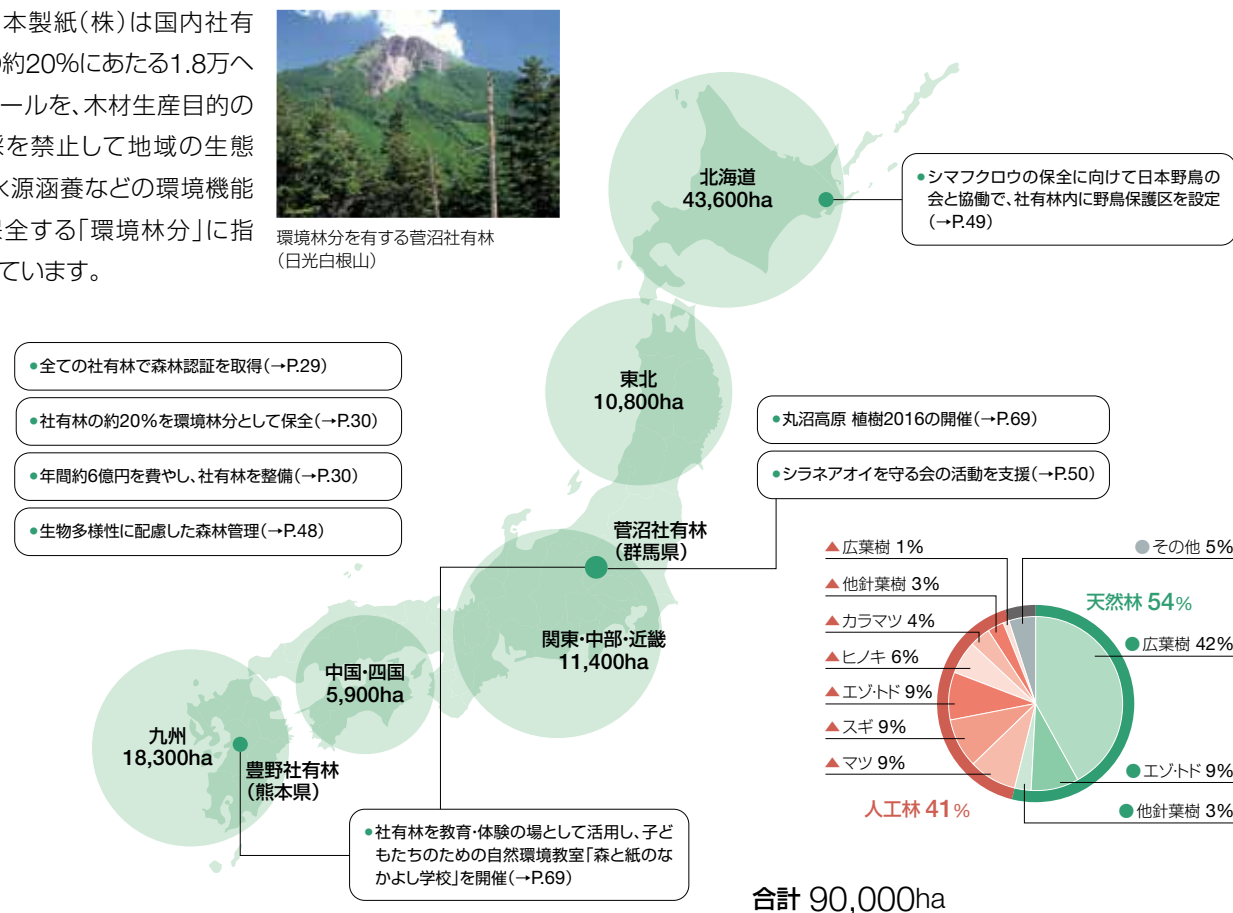 本製紙（株）は国内社有
約20%にあたる1.8万へ
ールを、木材生産目的の
を禁止して地域の生態
水源涵養などの環境機能
全する「環境林分」に指
ています。
環境林分を有する菅沼社有林
（日光白根山）
北海道
43,600ha
●シマフクロウの保全に向けて日本野鳥の
会と協働で、社有林内に野鳥保護区を設定
（→P.49）
●全ての社有林で森林認証を取得（→P.29）
●社有林の約20%を環境林分として保全（→P.30）
●年間約6億円を費やし、社有林を整備（→P.30）
●生物多様性に配慮した森林管理（→P.48）
東北
10,800ha
●丸沼高原 植樹2016の開催（→P.69）
●シラネアオイを守る会の活動を支援（→P.50）
菅沼社有林
（群馬県）
関東・中部・近畿
11,400ha
中国・四国
5,900ha
九州
18,300ha
豊野社有林
（熊本県）
●社有林を教育・体験の場として活用し、子ど
もたちのための自然環境教室「森と紙のな
かよし学校」を開催（→P.69）
▲広葉樹 1%
▲他針葉樹 3%
▲カラマツ 4%
▲ヒノキ 6%
▲エゾ・トド 9%
▲スギ 9%
▲マツ 9%
人工林 41%
●その他 5%
天然林 54%
●広葉樹 42%
●エゾ・トド 9%
●他針葉樹 3%
合計 90,000ha